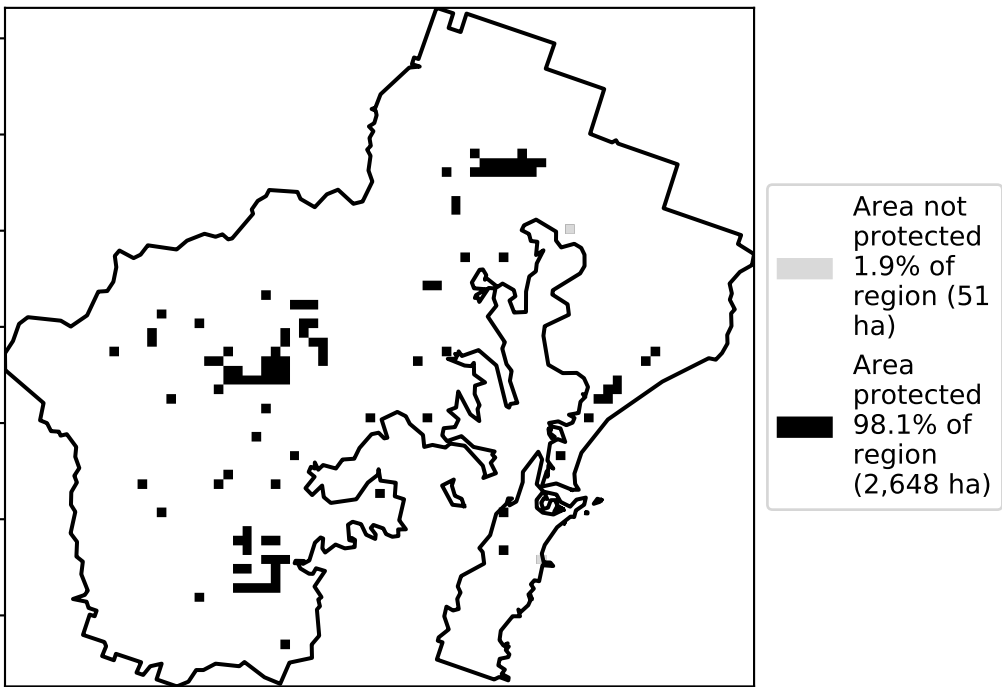 Area not
protected
1.9% of
region (51
ha)
Area
protected
98.1% of
region
(2,648 ha)